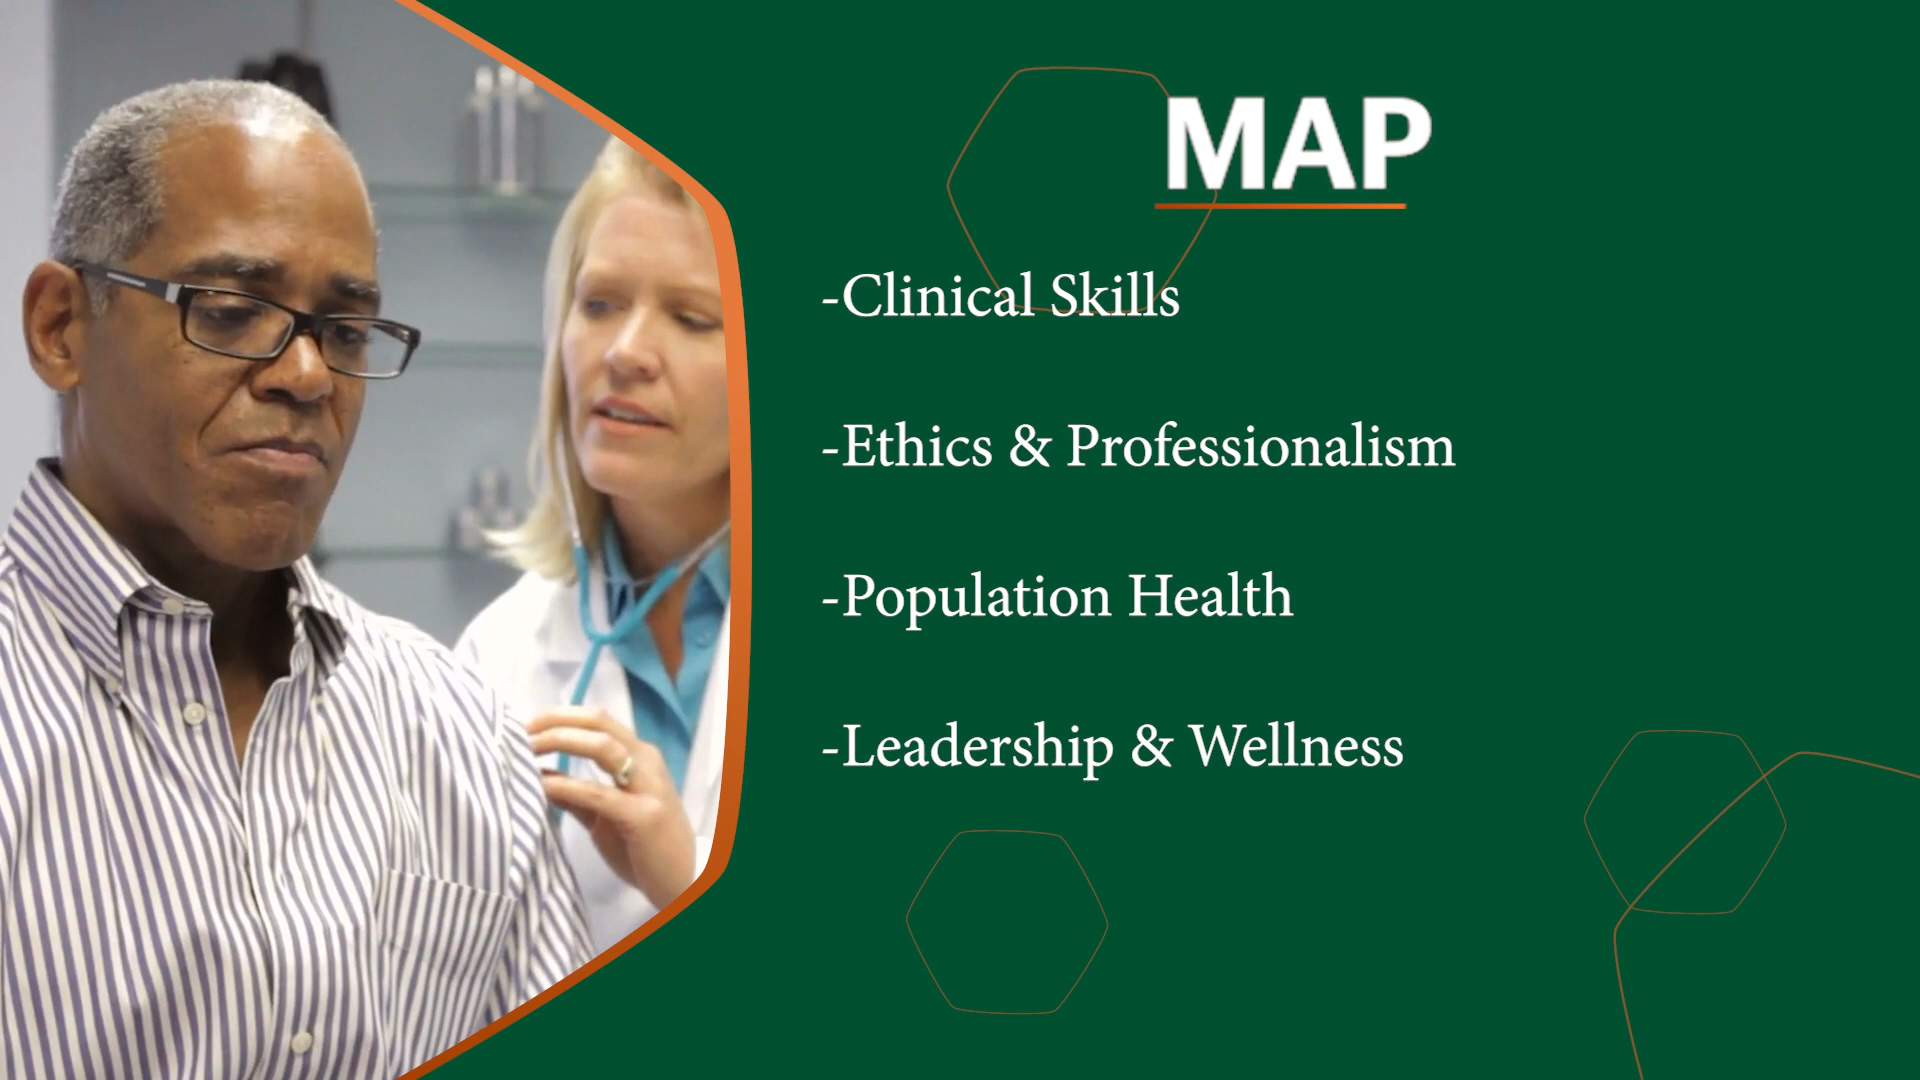 MAP
-Clinical Skills
-Ethics & Professionalism
-Population Health
-Leadership & Wellness